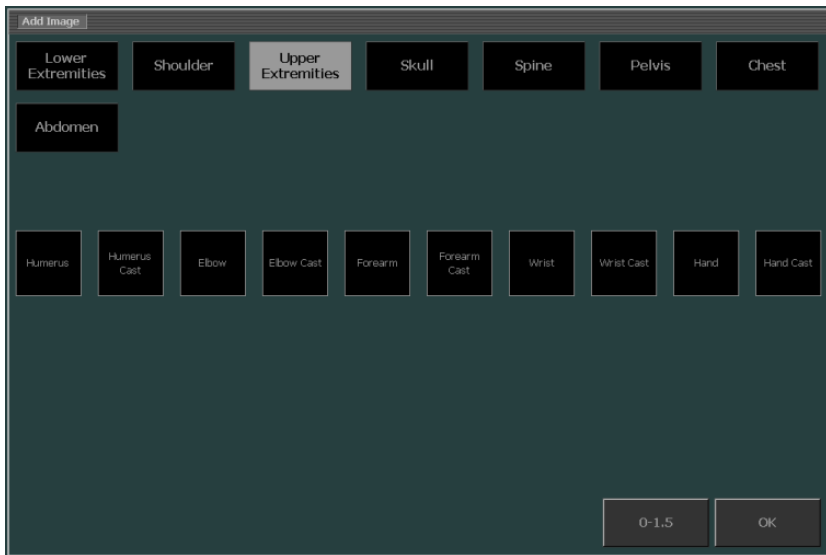 Add Image
Lower
Extremities
Shoulder
Upper
Extremities
Skull
Spine
Pelvis
Chest
Abdomen
Humerus
Humerus
Cast
Elbow
Elbow Cast
Forearm
Forearm
Cast
Wrist
Wrist Cast
Hand
Hand Cast
0-1.5
OK